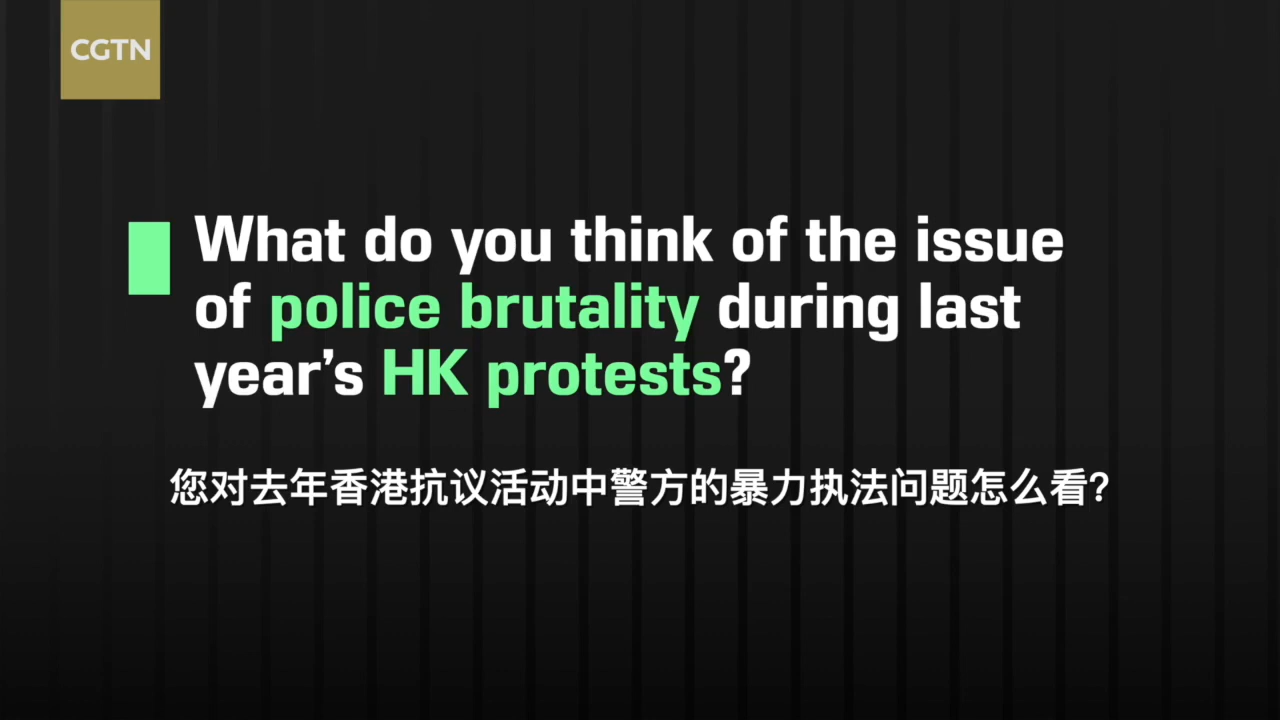 CGTN
What do you think of the issue
of police brutality during last
year’s HK protests?
您对去年香港抗议活动中警方的暴力执法问题怎么看?